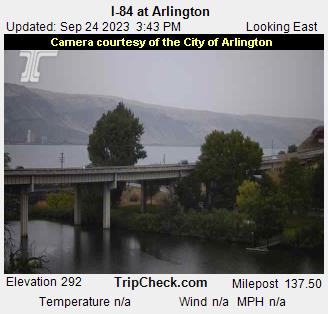 I-84 at Arlington
Updated: Sep 24 2023 3:43 PM Looking East
Camera courtesy of the City of Arlington
Elevation 292 TripCheck.com Milepost 137.50
Temperature n/a Wind n/a MPH n/a